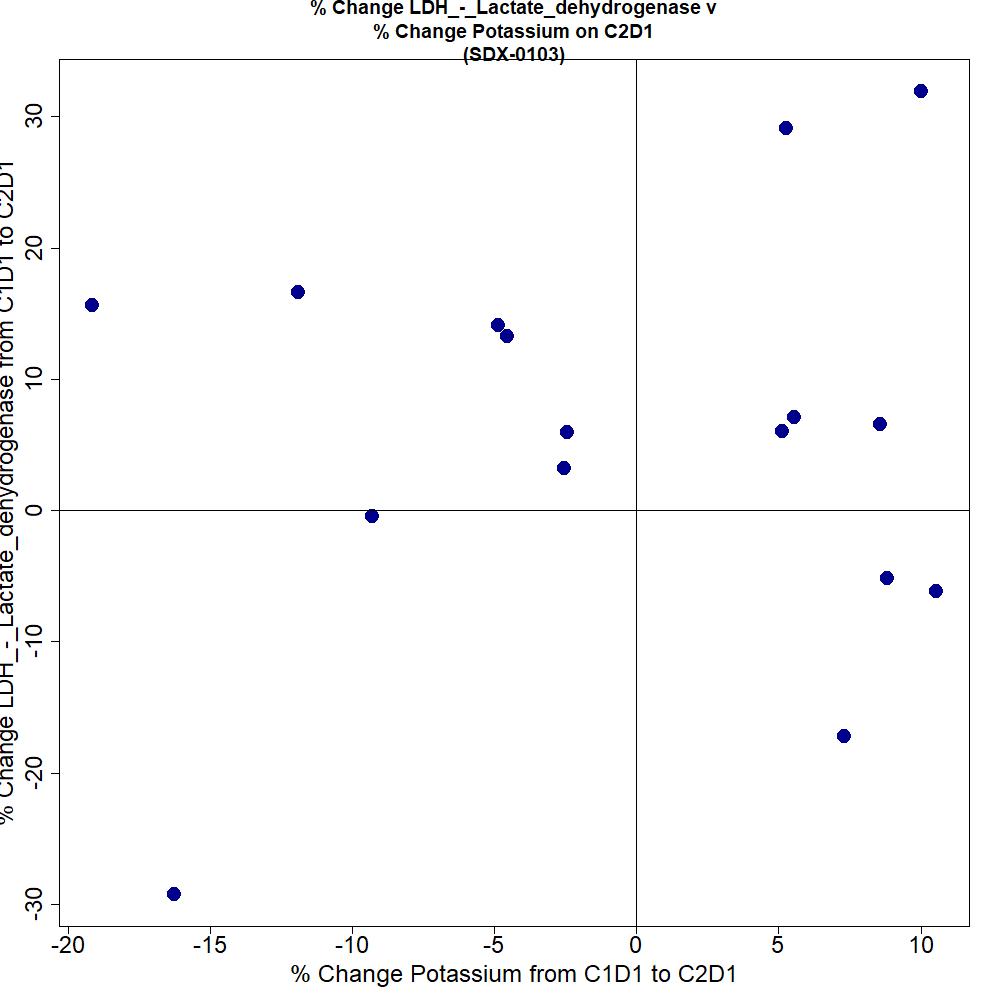 % Change LDH_-_Lactate_dehydrogenase v
% Change Potassium on C2D1
(SDX-0103)
% Change LDH_-_Lactate_dehydrogenase from C1D1 to C2D1
30
20
10
0
-10
-20
-30
-20 -15 -10 -5 0 5 10
% Change Potassium from C1D1 to C2D1